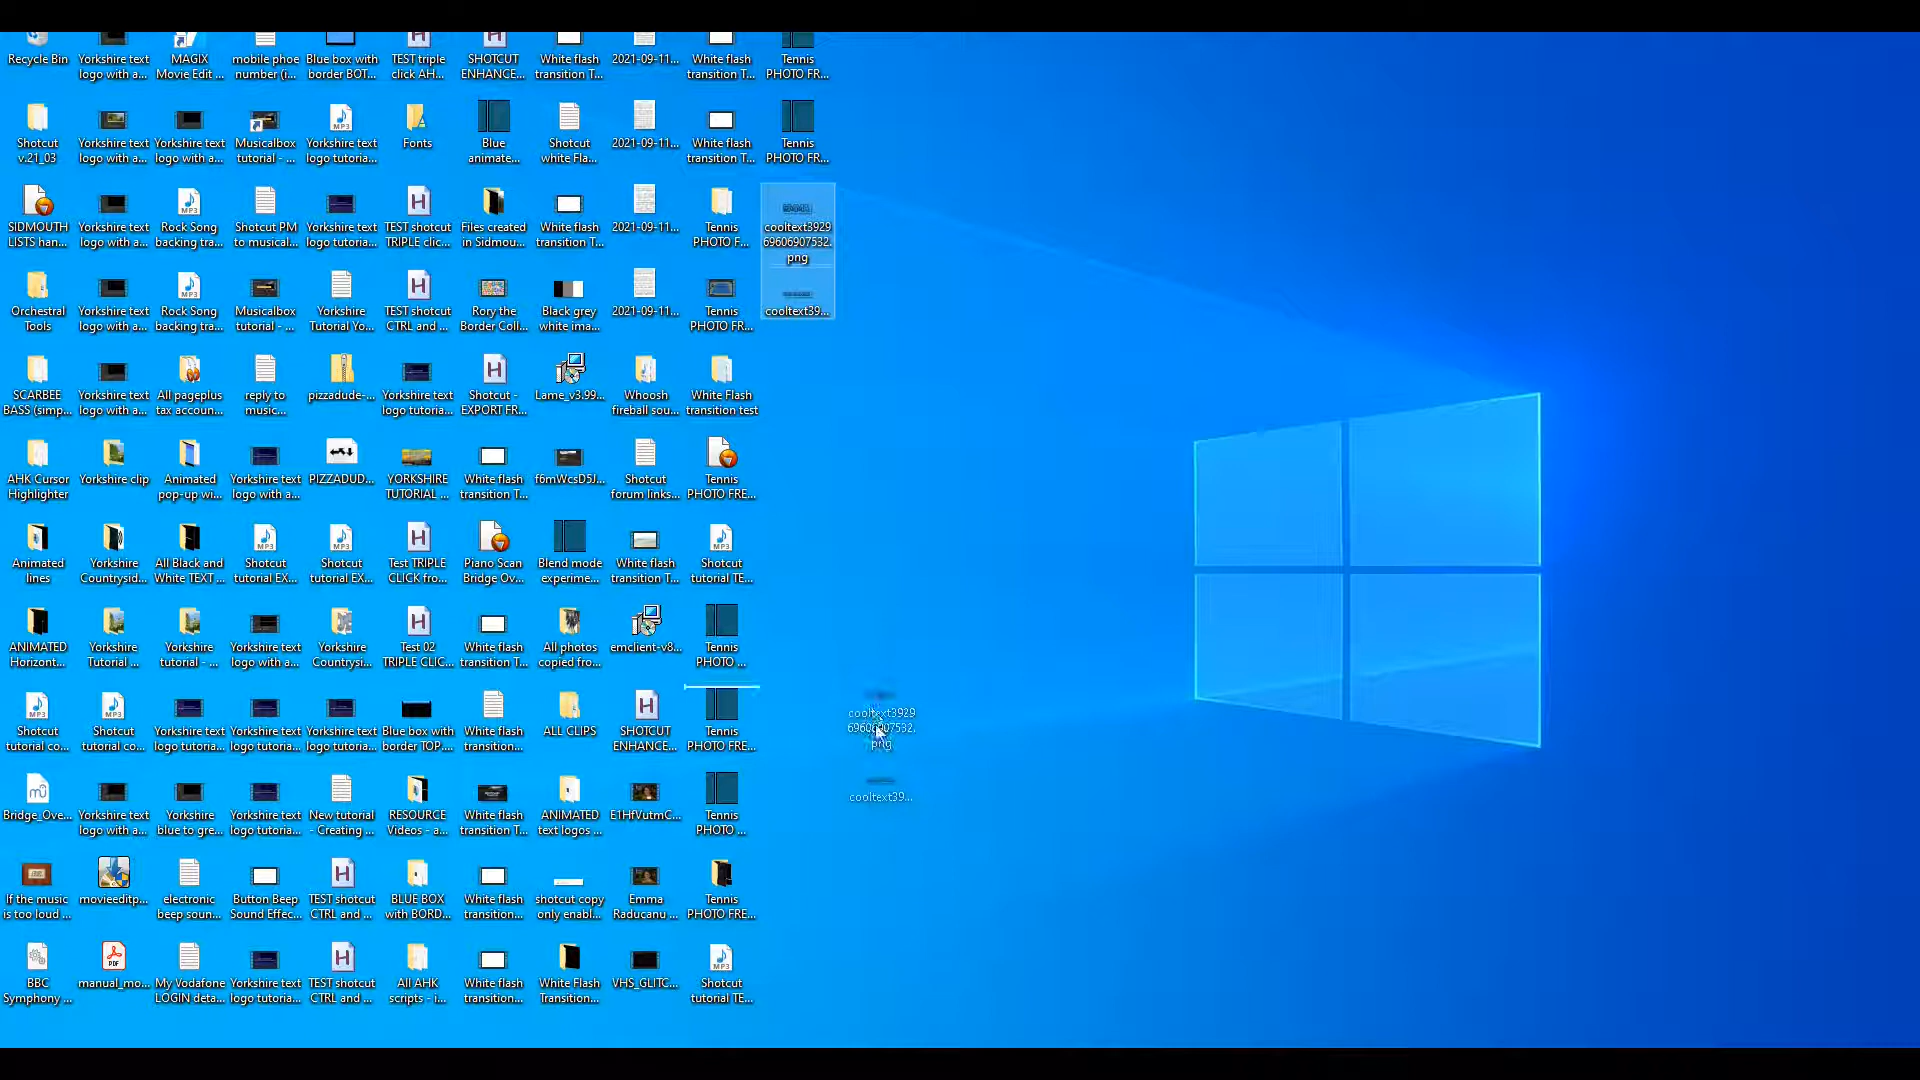 Recycle Bin
Yorkshire text
logo with a...
MAGIX
Movie Edit ...
mobile phoe
number (i...
Blue box with
border BOT...
TEST triple
click AH...
SHOTCUT
ENHANCE...
White flash
transition T...
2021-09-11...
White flash
transition T...
Tennis
PHOTO FR...
Shotcut
v.21_03
Yorkshire text
logo with a...
Yorkshire text
logo with a...
Musicalbox
tutorial - ...
Yorkshire text
logo tutoria...
Fonts
Blue
animate...
Shotcut
white Fla...
2021-09-11...
White flash
transition T...
Tennis
PHOTO FR...
SIDMOUTH
LISTS han...
Yorkshire text
logo with a...
Rock Song
backing tra...
Shotcut PM
to musical...
Yorkshire text
logo tutoria...
TEST shotcut
TRIPLE clic...
Files created
in Sidmou...
White flash
transition T...
2021-09-11...
Tennis
PHOTO F...
cooltext3929
69606907532.
png
Orchestral
Tools
Yorkshire text
logo with a...
Rock Song
backing tra...
Musicalbox
tutorial - ...
Yorkshire
Tutorial Yo...
TEST shotcut
CTRL and ...
Rory the
Border Coll...
Black grey
white ima...
2021-09-11...
Tennis
PHOTO FR...
cooltext39...
SCARBEE
BASS (simp...
Yorkshire text
logo with a...
All pageplus
tax accoun...
reply to
music...
pizzadude-...
Yorkshire text
logo tutoria...
Shotcut -
EXPORT FR...
Lame_v3.99...
Whoosh
fireball sou...
White Flash
transition test
AHK Cursor
Highlighter
Yorkshire clip
Animated
pop-up wi...
Yorkshire text
logo with a...
PIZZADUD...
YORKSHIRE
TUTORIAL ...
White flash
transition T...
f6mWcsD5J...
Shotcut
forum links...
Tennis
PHOTO FRE...
Animated
lines
Yorkshire
Countrysid...
All Black and
White TEXT ...
Shotcut
tutorial EX...
Shotcut
tutorial EX...
Test TRIPLE
CLICK fro...
Piano Scan
Bridge Ov...
Blend mode
experime...
White flash
transition T...
Shotcut
tutorial TE...
ANIMATED
Horizont...
Yorkshire
Tutorial ...
Yorkshire
tutorial - ...
Yorkshire text
logo with a...
Yorkshire
Countrysi...
Test 02
TRIPLE CLIC...
White flash
transition T...
All photos
copied fro...
emclient-v8...
Tennis
PHOTO ...
Shotcut
tutorial co...
Shotcut
tutorial co...
Yorkshire text
logo tutoria...
Yorkshire text
logo tutoria...
Yorkshire text
logo tutoria...
Blue box with
border TOP...
White flash
transition...
ALL CLIPS
SHOTCUT
ENHANCE...
Tennis
PHOTO FRE...
cooltext3929
69606907532.
png
Bridge_Ove...
Yorkshire text
logo with a...
Yorkshire
blue to gre...
Yorkshire text
logo tutoria...
New tutorial
- Creating ...
RESOURCE
Videos - a...
White flash
transition T...
ANIMATED
text logos ...
E1HfVutmC...
Tennis
PHOTO ...
cooltext39...
If the music
is too loud ...
movieeditp...
electronic
beep soun...
Button Beep
Sound Effec...
TEST shotcut
CTRL and ...
BLUE BOX
with BORD...
White flash
transition...
shotcut copy
only enabl...
Emma
Raducanu ...
Tennis
PHOTO FRE...
BBC
Symphony ...
manual_mo...
My Vodafone
LOGIN deta...
Yorkshire text
logo tutoria...
TEST shotcut
CTRL and ...
All AHK
scripts - i...
White flash
transition...
White Flash
Transition...
VHS_GLITC...
Shotcut
tutorial TE...